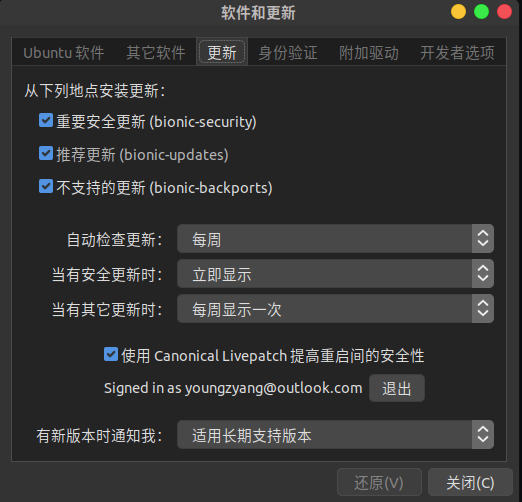 软件和更新
Ubuntu 软件 其它软件 更新 身份验证 附加驱动 开发者选项
从下列地点安装更新：
重要安全更新 (bionic-security)
推荐更新 (bionic-updates)
不支持的更新 (bionic-backports)
自动检查更新： 每周
当有安全更新时： 立即显示
当有其它更新时： 每周显示一次
使用 Canonical Livepatch 提高重启间的安全性
Signed in as youngzyang@outlook.com 退出
有新版本时通知我： 适用长期支持版本
还原(V) 关闭(C)